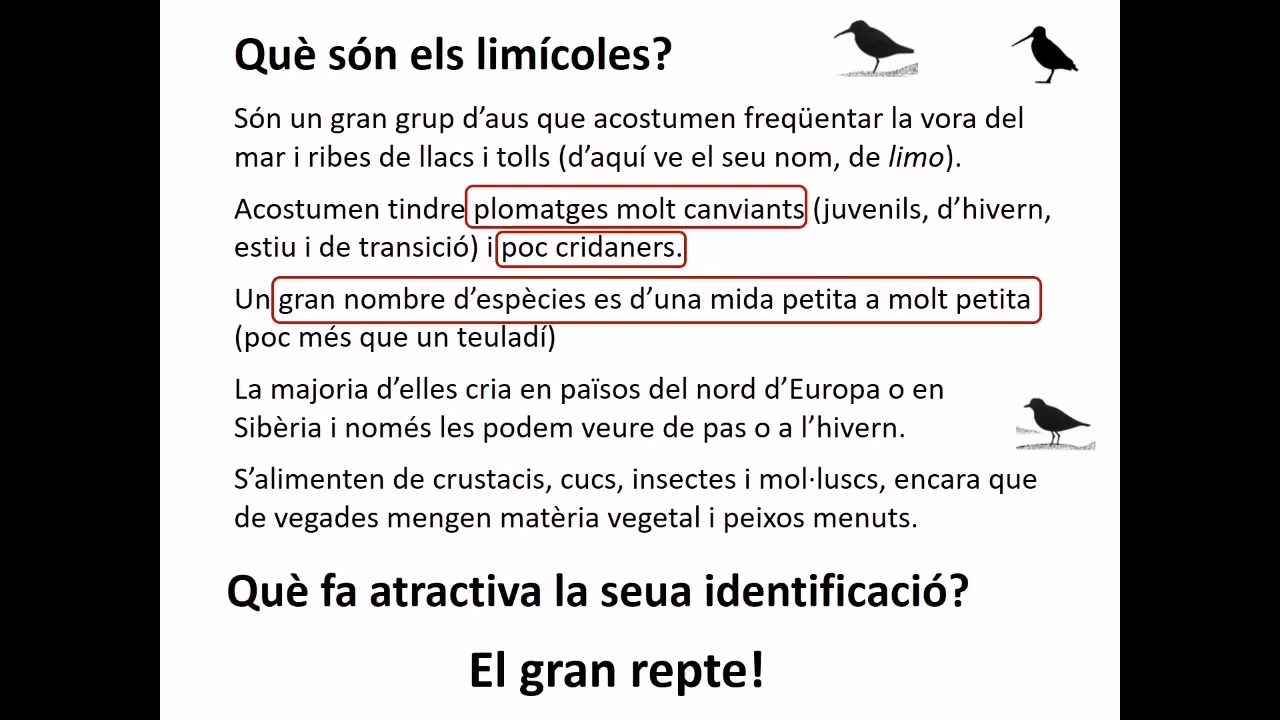 Què són els limícoles?
Són un gran grup d’aus que acostumen freqüentar la vora del
mar i ribes de llacs i tolls (d’aquí ve el seu nom, de limo).
Acostumen tindre plomatges molt canviants (juvenils, d’hivern,
estiu i de transició) i poc cridaners.
Un gran nombre d’espècies es d’una mida petita a molt petita
(poc més que un teuladí)
La majoria d’elles cria en països del nord d’Europa o en
Sibèria i només les podem veure de pas o a l’hivern.
S’alimenten de crustacis, cucs, insectes i mol·luscs, encara que
de vegades mengen matèria vegetal i peixos menuts.
Què fa atractiva la seua identificació?
El gran repte!